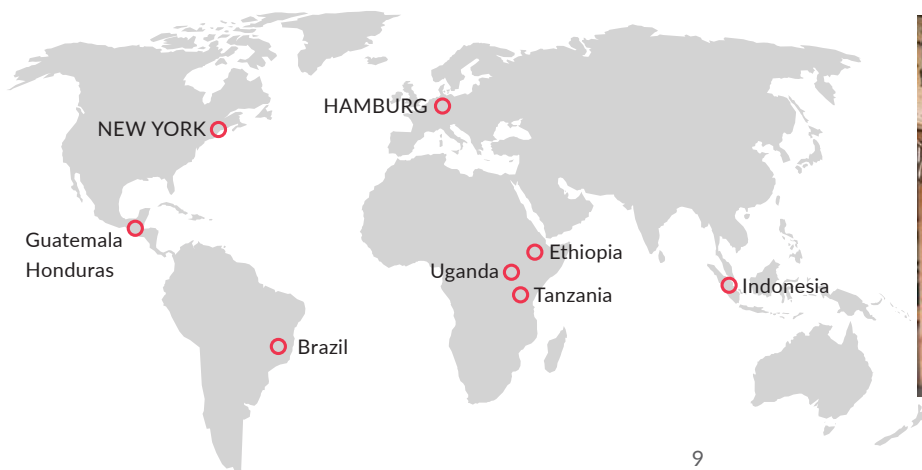 HAMBURG
NEW YORK
Guatemala
Honduras
Ethiopia
Uganda
Tanzania
Indonesia
Brazil
9